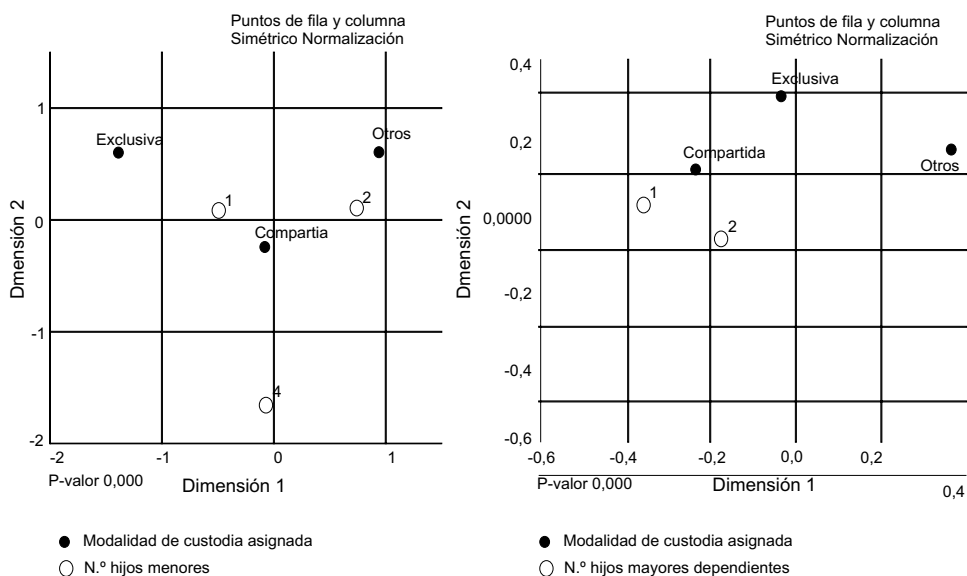 Puntos de fila y columna
Simétrico Normalización
1
0
-1
-2
Dmensión 2
Exclusiva
Otros
1
2
Compartia
4
-2
-1
0
1
P-valor 0,000
Dimensión 1
Modalidad de custodia asignada
N.º hijos menores
Puntos de fila y columna
Simétrico Normalización
0,4
0,2
0,0000
-0,2
-0,4
-0,6
Dmensión 2
Exclusiva
Compartida
Otros
1
2
-0,6
-0,4
-0,2
0,0
0,2
0,4
P-valor 0,000
Dimensión 1
Modalidad de custodia asignada
N.º hijos mayores dependientes